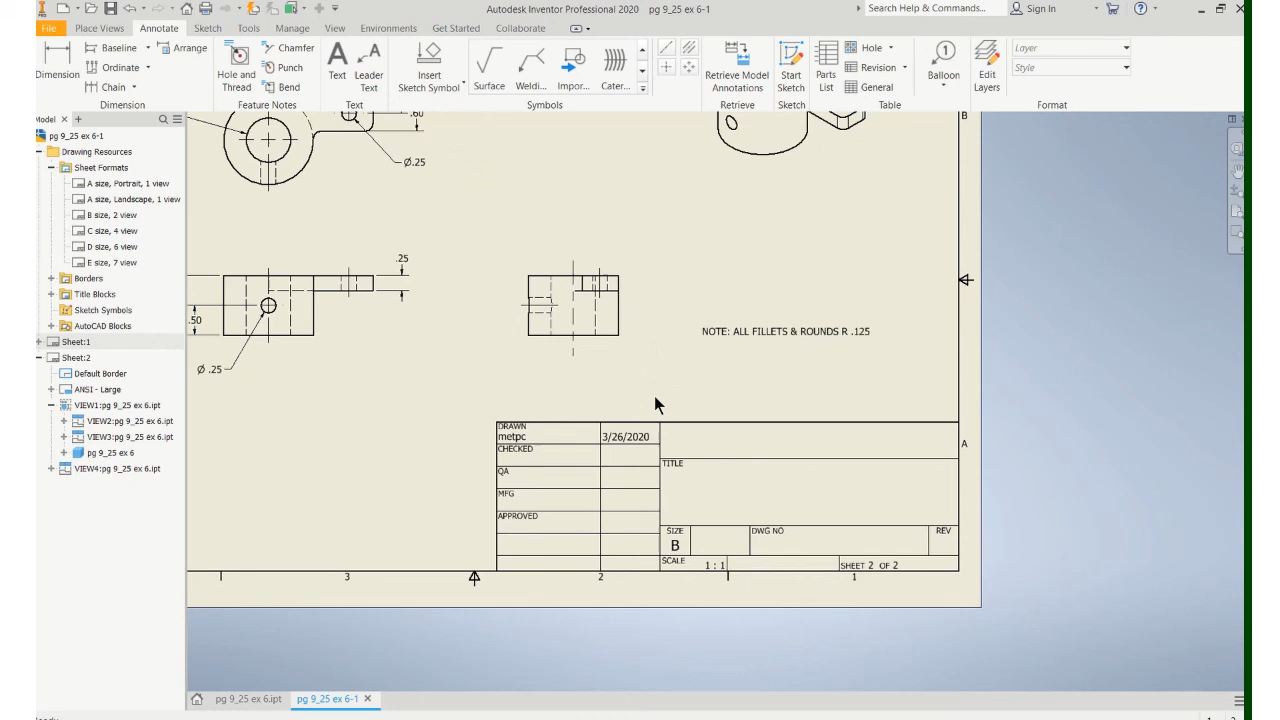 Autodesk Inventor Professional 2020 pg 9_25 ex 6-1
Search Help & Commands...
Sign In
File
Place Views
Annotate
Sketch
Tools
Manage
View
Environments
Get Started
Collaborate
Dimension
Baseline
Ordinate
Chain
Arrange
Dimension
Hole and Thread
Chamfer
Punch
Bend
Feature Notes
Text
Leader Text
Text
Insert Sketch Symbol
Surface
Weldi...
Impor...
Cater...
Symbols
Retrieve Model Annotations
Retrieve
Start Sketch
Sketch
Parts List
Hole
Revision
General
Table
Balloon
Edit Layers
Layer
Style
Format
Model
pg 9_25 ex 6-1
Drawing Resources
Sheet Formats
A size, Portrait, 1 view
A size, Landscape, 1 view
B size, 2 view
C size, 4 view
D size, 6 view
E size, 7 view
Borders
Title Blocks
Sketch Symbols
AutoCAD Blocks
Sheet:1
Sheet:2
Default Border
ANSI - Large
VIEW1:pg 9_25 ex 6.ipt
VIEW2:pg 9_25 ex 6.ipt
VIEW3:pg 9_25 ex 6.ipt
pg 9_25 ex 6
VIEW4:pg 9_25 ex 6.ipt
.60
Ø.25
B
.25
.50
Ø .25
NOTE: ALL FILLETS & ROUNDS R .125
A
DRAWN
metpc
3/26/2020
CHECKED
QA
MFG
APPROVED
TITLE
SIZE
B
DWG NO
REV
SCALE
1 : 1
SHEET 2 OF 2
3
2
1
pg 9_25 ex 6.ipt
pg 9_25 ex 6-1